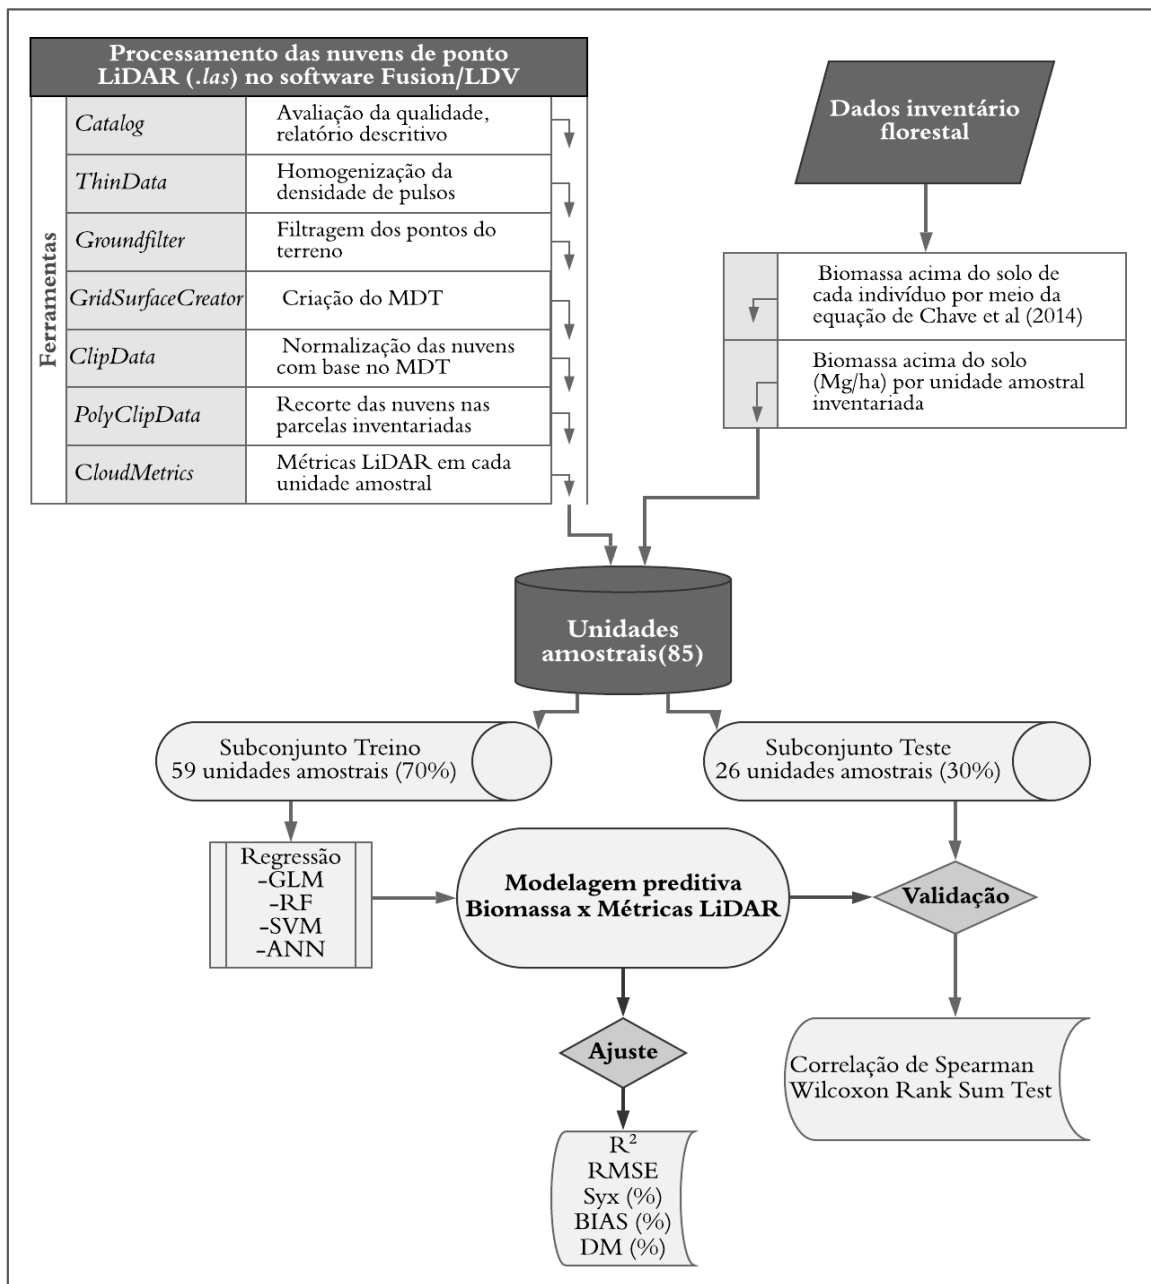 Processamento das nuvens de ponto
LiDAR (.las) no software Fusion/LDV
Ferramentas
Catalog
Avaliação da qualidade,
relatório descritivo
ThinData
Homogenização da
densidade de pulsos
Groundfilter
Filtragem dos pontos do
terreno
GridSurfaceCreator
Criação do MDT
ClipData
Normalização das nuvens
com base no MDT
PolyClipData
Recorte das nuvens nas
parcelas inventariadas
CloudMetrics
Métricas LiDAR em cada
unidade amostral
Dados inventário
florestal
Biomassa acima do solo de
cada indivíduo por meio da
equação de Chave et al (2014)
Biomassa acima do solo
(Mg/ha) por unidade amostral
inventariada
Unidades
amostrais(85)
Subconjunto Treino
59 unidades amostrais (70%)
Subconjunto Teste
26 unidades amostrais (30%)
Regressão
-GLM
-RF
-SVM
-ANN
Modelagem preditiva
Biomassa x Métricas LiDAR
Validação
Ajuste
Correlação de Spearman
Wilcoxon Rank Sum Test
R²
RMSE
Syx (%)
BIAS (%)
DM (%)